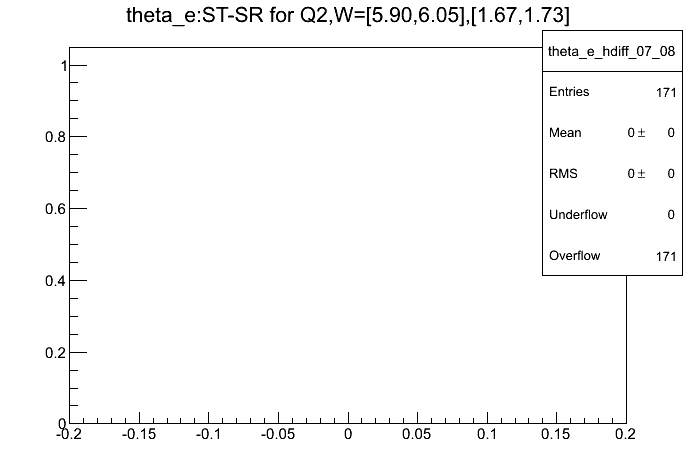 theta_e:ST-SR for Q2,W=[5.90,6.05],[1.67,1.73]
theta_e_hdiff_07_08
Entries 171
Mean 0 ± 0
RMS 0 ± 0
Underflow 0
Overflow 171
1
0.8
0.6
0.4
0.2
0
-0.2 -0.15 -0.1 -0.05 0 0.05 0.1 0.15 0.2